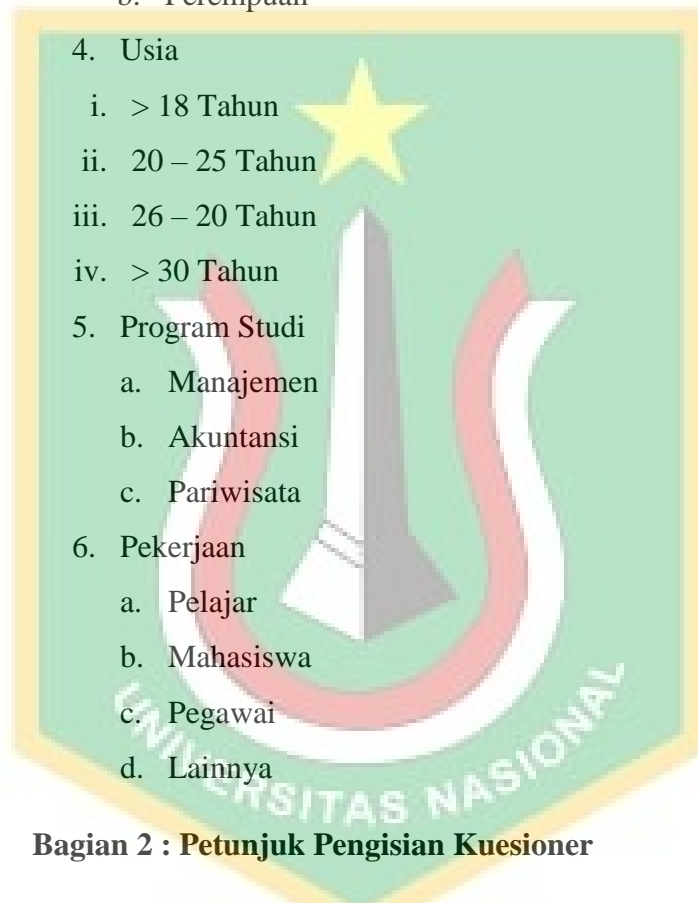 b. Perempuan
4. Usia
i. > 18 Tahun
ii. 20 – 25 Tahun
iii. 26 – 20 Tahun
iv. > 30 Tahun
5. Program Studi
a. Manajemen
b. Akuntansi
c. Pariwisata
6. Pekerjaan
a. Pelajar
b. Mahasiswa
c. Pegawai
d. Lainnya
UNIVERSITAS NASIONAL
Bagian 2 : Petunjuk Pengisian Kuesioner